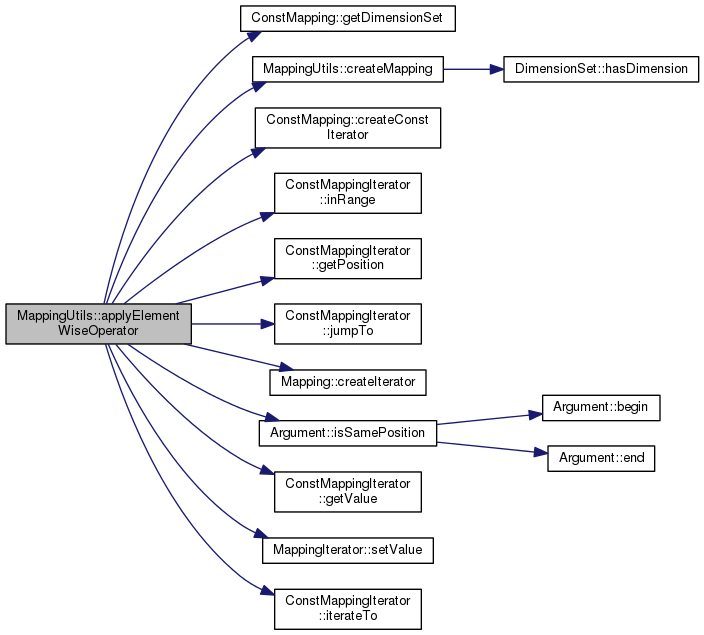 ConstMapping::getDimensionSet
MappingUtils::createMapping
DimensionSet::hasDimension
ConstMapping::createConst
Iterator
ConstMappingIterator
::inRange
ConstMappingIterator
::getPosition
MappingUtils::applyElement
WiseOperator
ConstMappingIterator
::jumpTo
Mapping::createIterator
Argument::isSamePosition
Argument::begin
Argument::end
ConstMappingIterator
::getValue
MappingIterator::setValue
ConstMappingIterator
::iterateTo